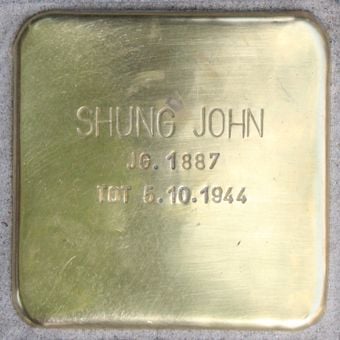 SHUNG JOHN
JG. 1887
TOT 5.10.1944